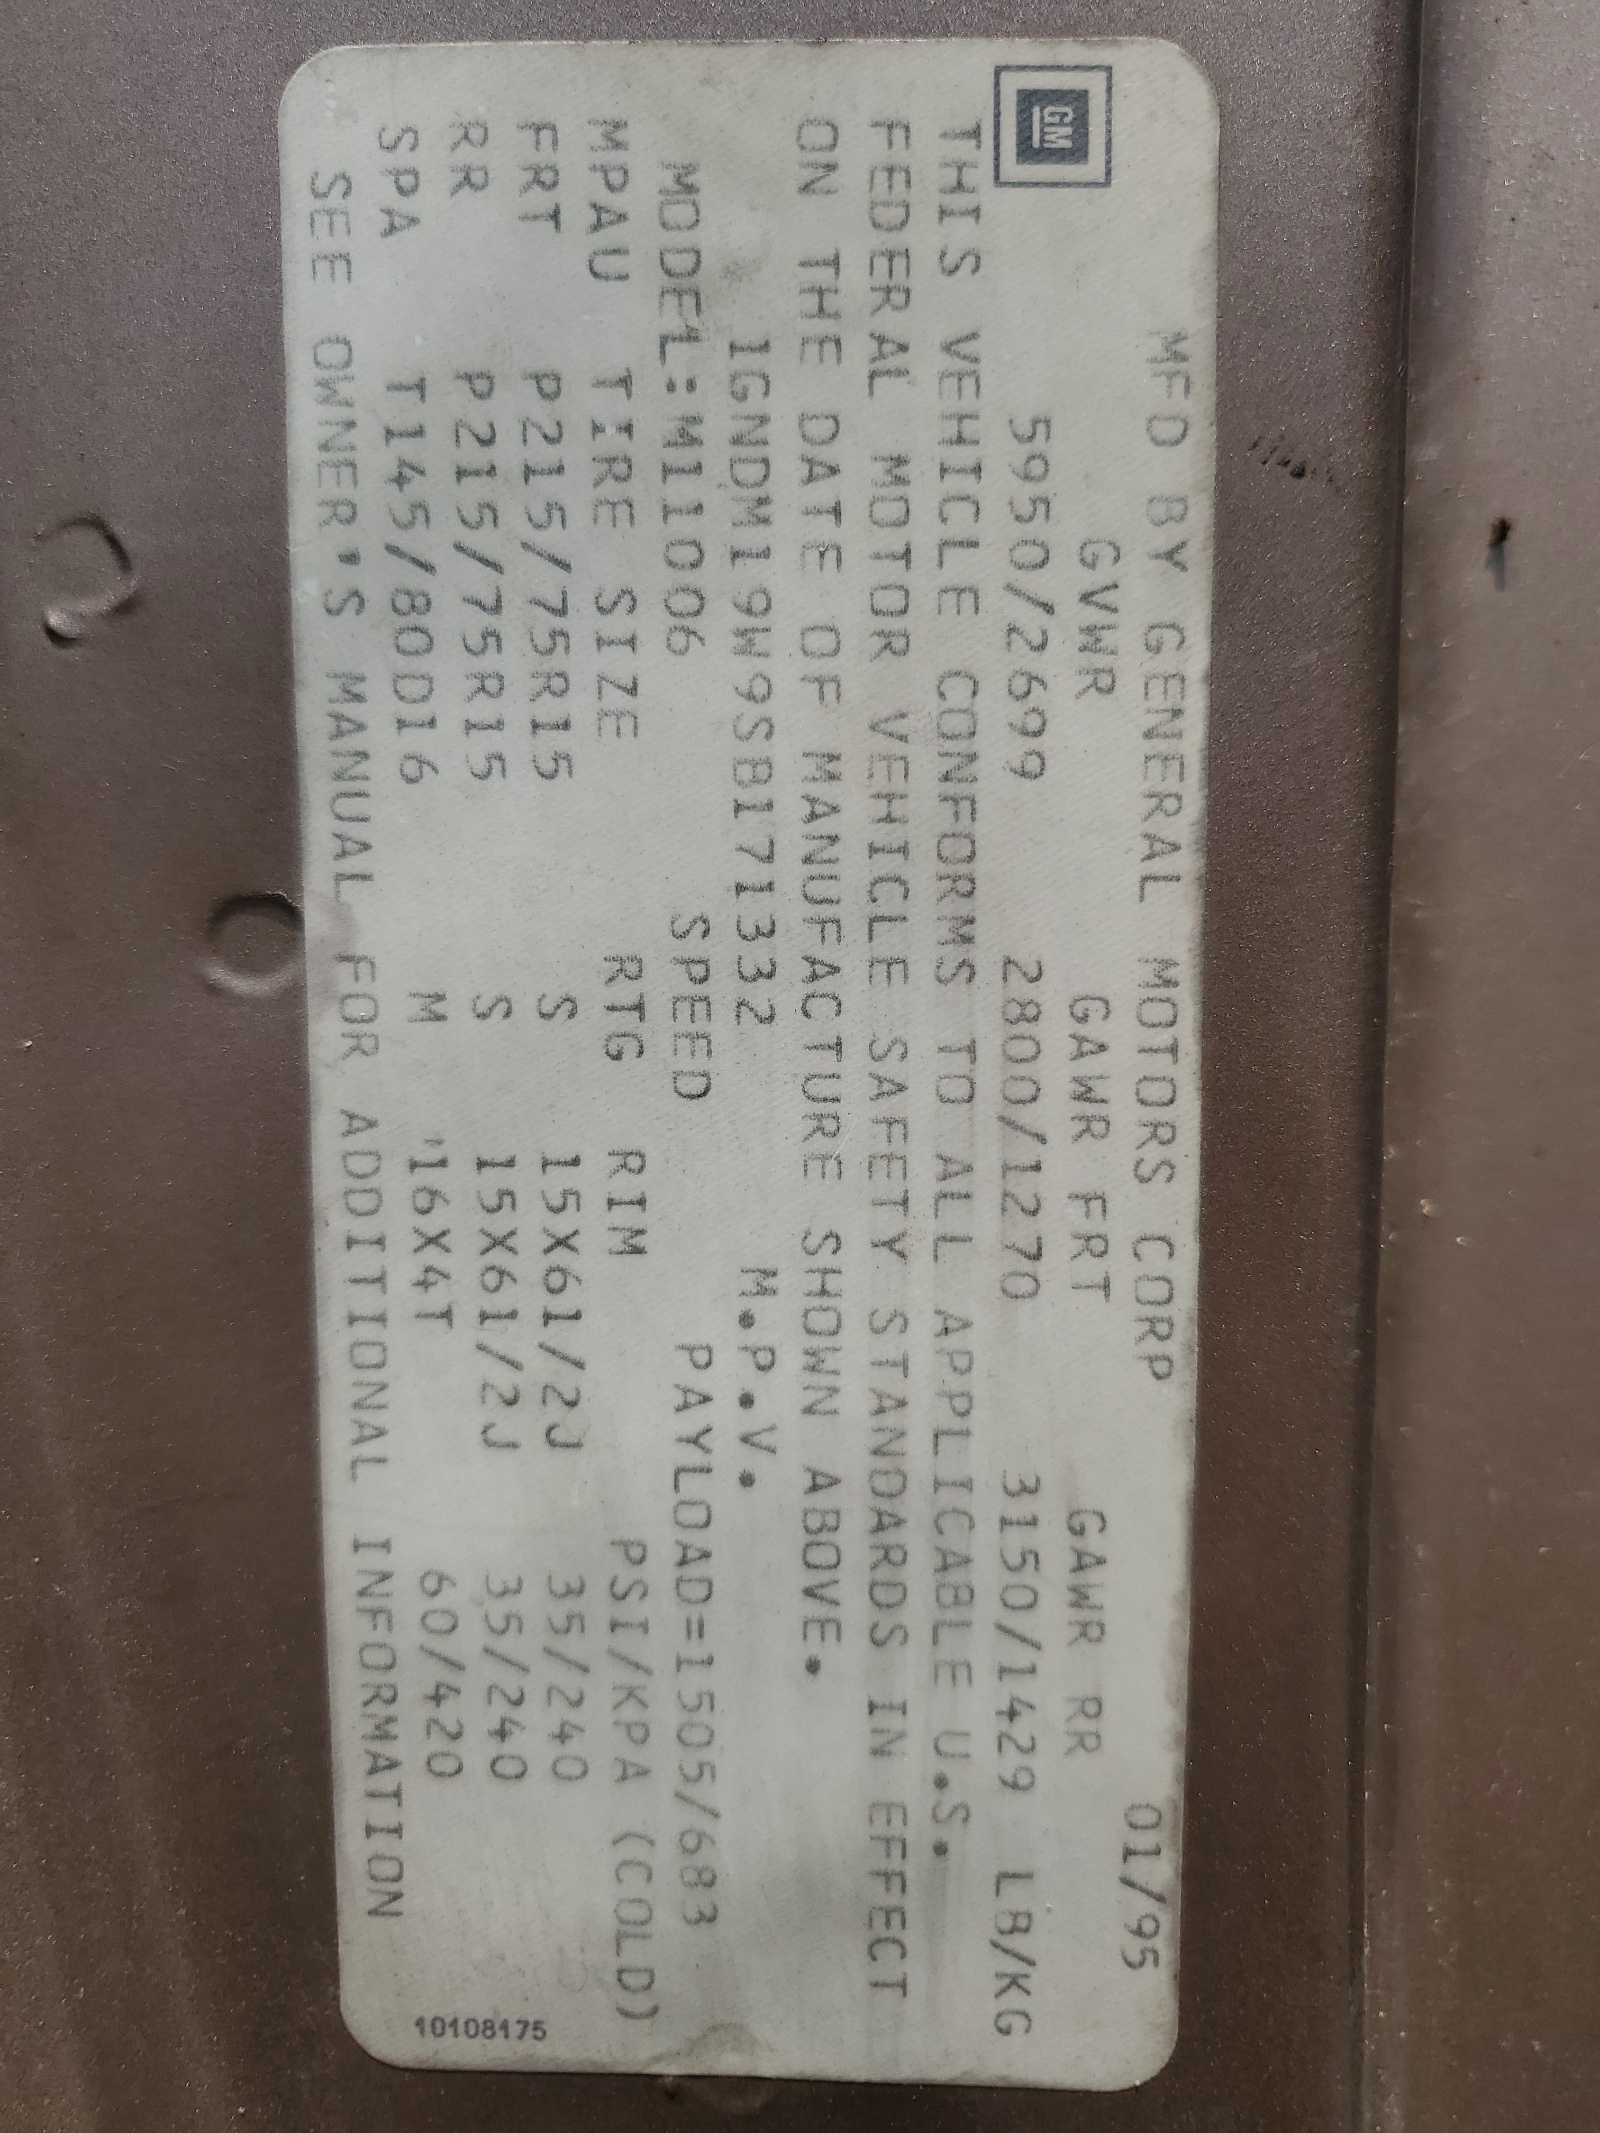 GM
MFD BY GENERAL MOTORS CORP 01/95
GVWR GAWR FRT GAWR RR
5950/2699 2800/1270 3150/1429 LB/KG
THIS VEHICLE CONFORMS TO ALL APPLICABLE U.S.
FEDERAL MOTOR VEHICLE SAFETY STANDARDS IN EFFECT
ON THE DATE OF MANUFACTURE SHOWN ABOVE.
1GNDM19W9SB171332 M.P.V.
MODEL:M11006 SPEED PAYLOAD=1505/683
MPAU TIRE SIZE RTG RIM PSI/KPA (COLD)
FRT P215/75R15 S 15X61/2J 35/240
RR P215/75R15 S 15X61/2J 35/240
SPA T145/80D16 M 16X4T 60/420
SEE OWNER'S MANUAL FOR ADDITIONAL INFORMATION
10108175